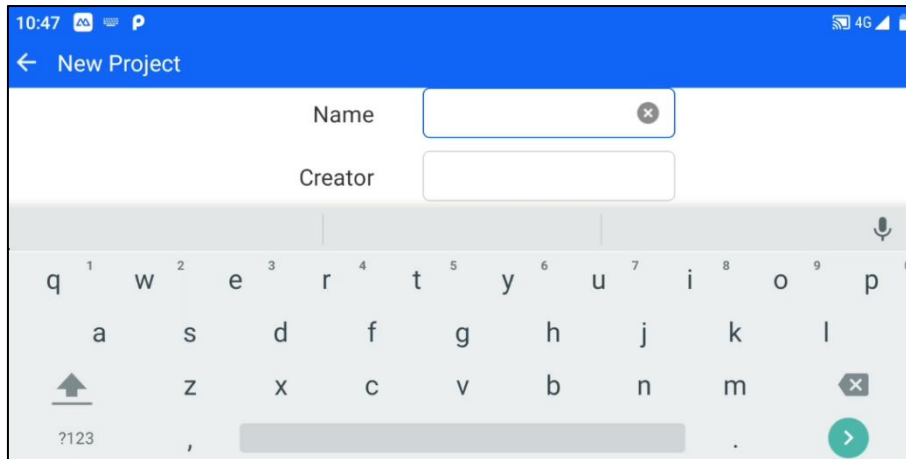 10:47 P 4G
New Project
Name
Creator
q 1 w 2 e 3 r 4 t 5 y 6 u 7 i 8 o 9 p
a s d f g h j k l
z x c v b n m
?123 , .